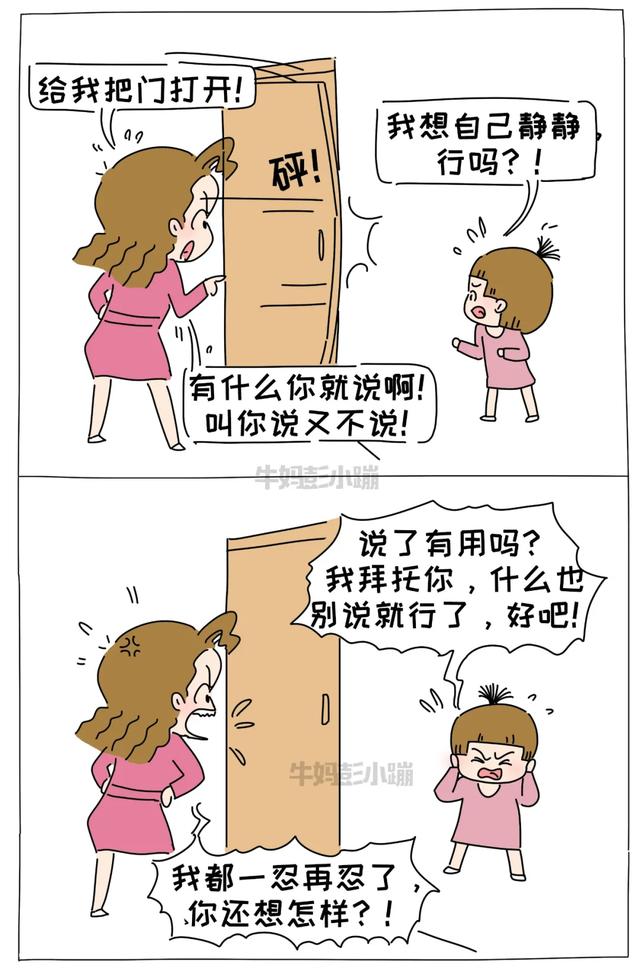 给我把门打开!
我想自己静静
行吗?!
砰!
有什么你就说啊!
叫你说又不说!
牛妈彭小蹦
说了有用吗?
我拜托你，什么也
别说就行了，好吧!
牛妈彭小蹦
我都一忍再忍了，
你还想怎样?!